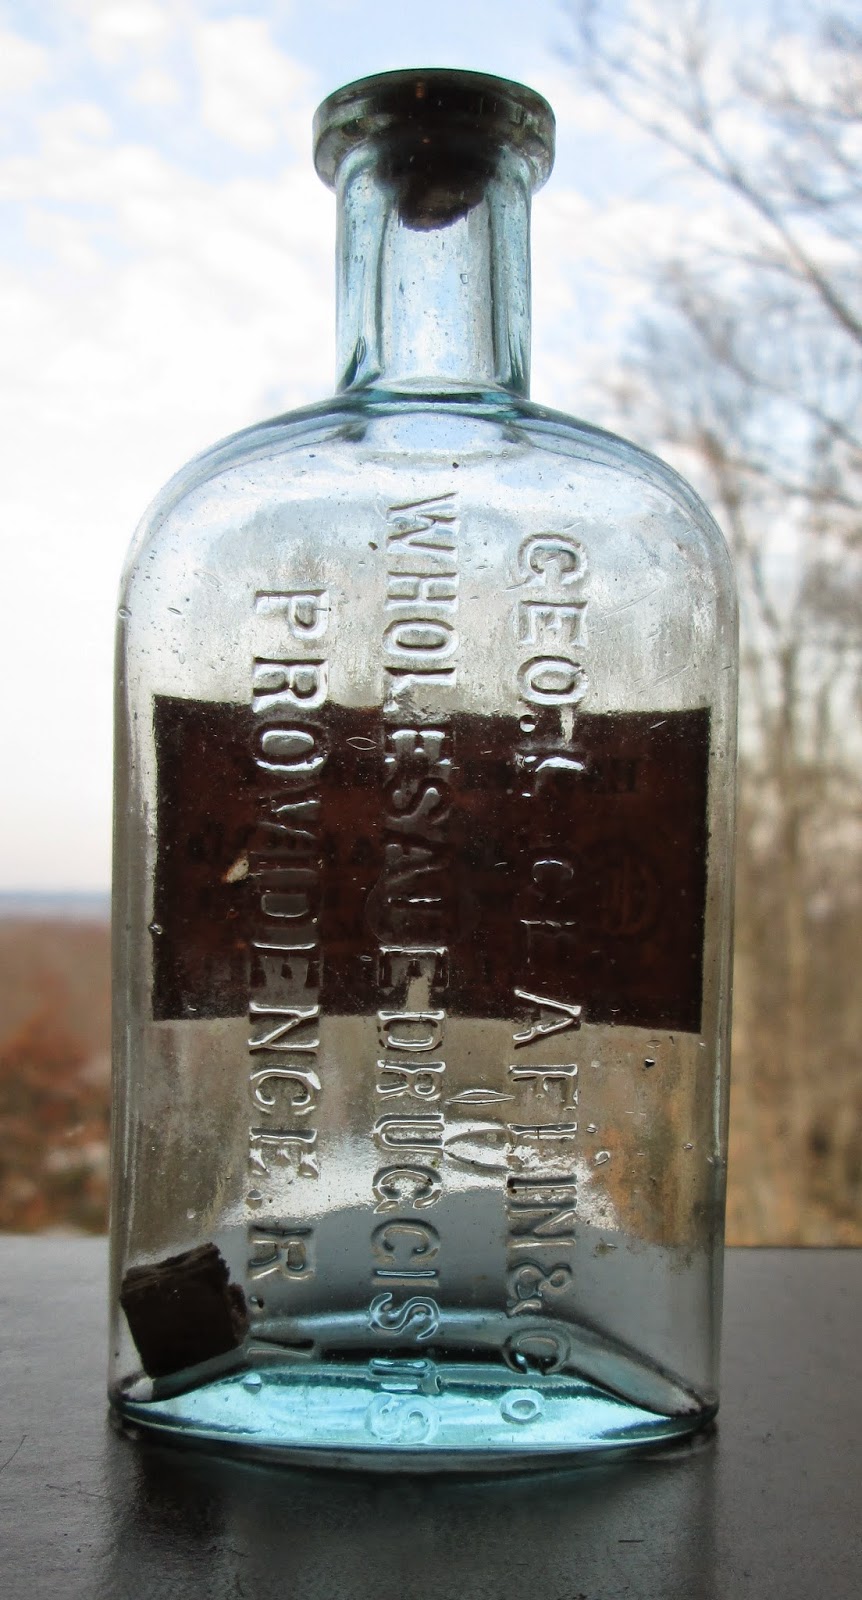 GEO. L. CLAFLIN & Co
WHOLESALE DRUGGISTS
PROVIDENCE. R. I